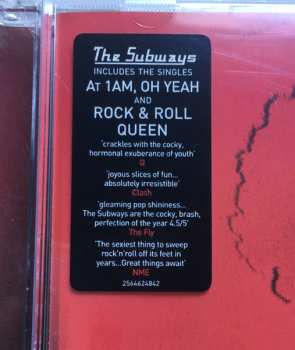 The Subways
INCLUDES THE SINGLES
AT 1AM, OH YEAH
AND
ROCK & ROLL
QUEEN
'crackles with the cocky,
hormonal exuberance of youth'
Q
'joyous slices of fun...
absolutely irresistible'
Clash
'gleaming pop shininess...
The Subways are the cocky, brash,
perfection of the year 4.5/5'
The Fly
'The sexiest thing to sweep
rock'n'roll off its feet in
years...Great things await'
NME
2564624842